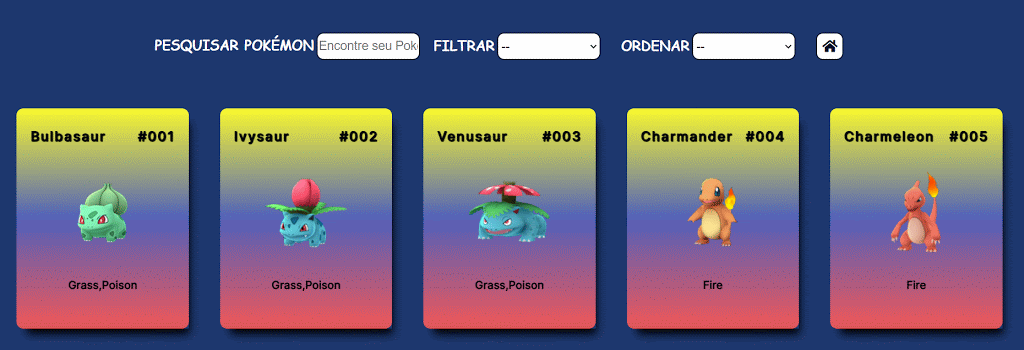 PESQUISAR POKÉMON Encontre seu Poké FILTRAR -- ORDENAR --
Bulbasaur #001 Ivysaur #002 Venusaur #003 Charmander #004 Charmeleon #005
Grass,Poison Grass,Poison Grass,Poison Fire Fire